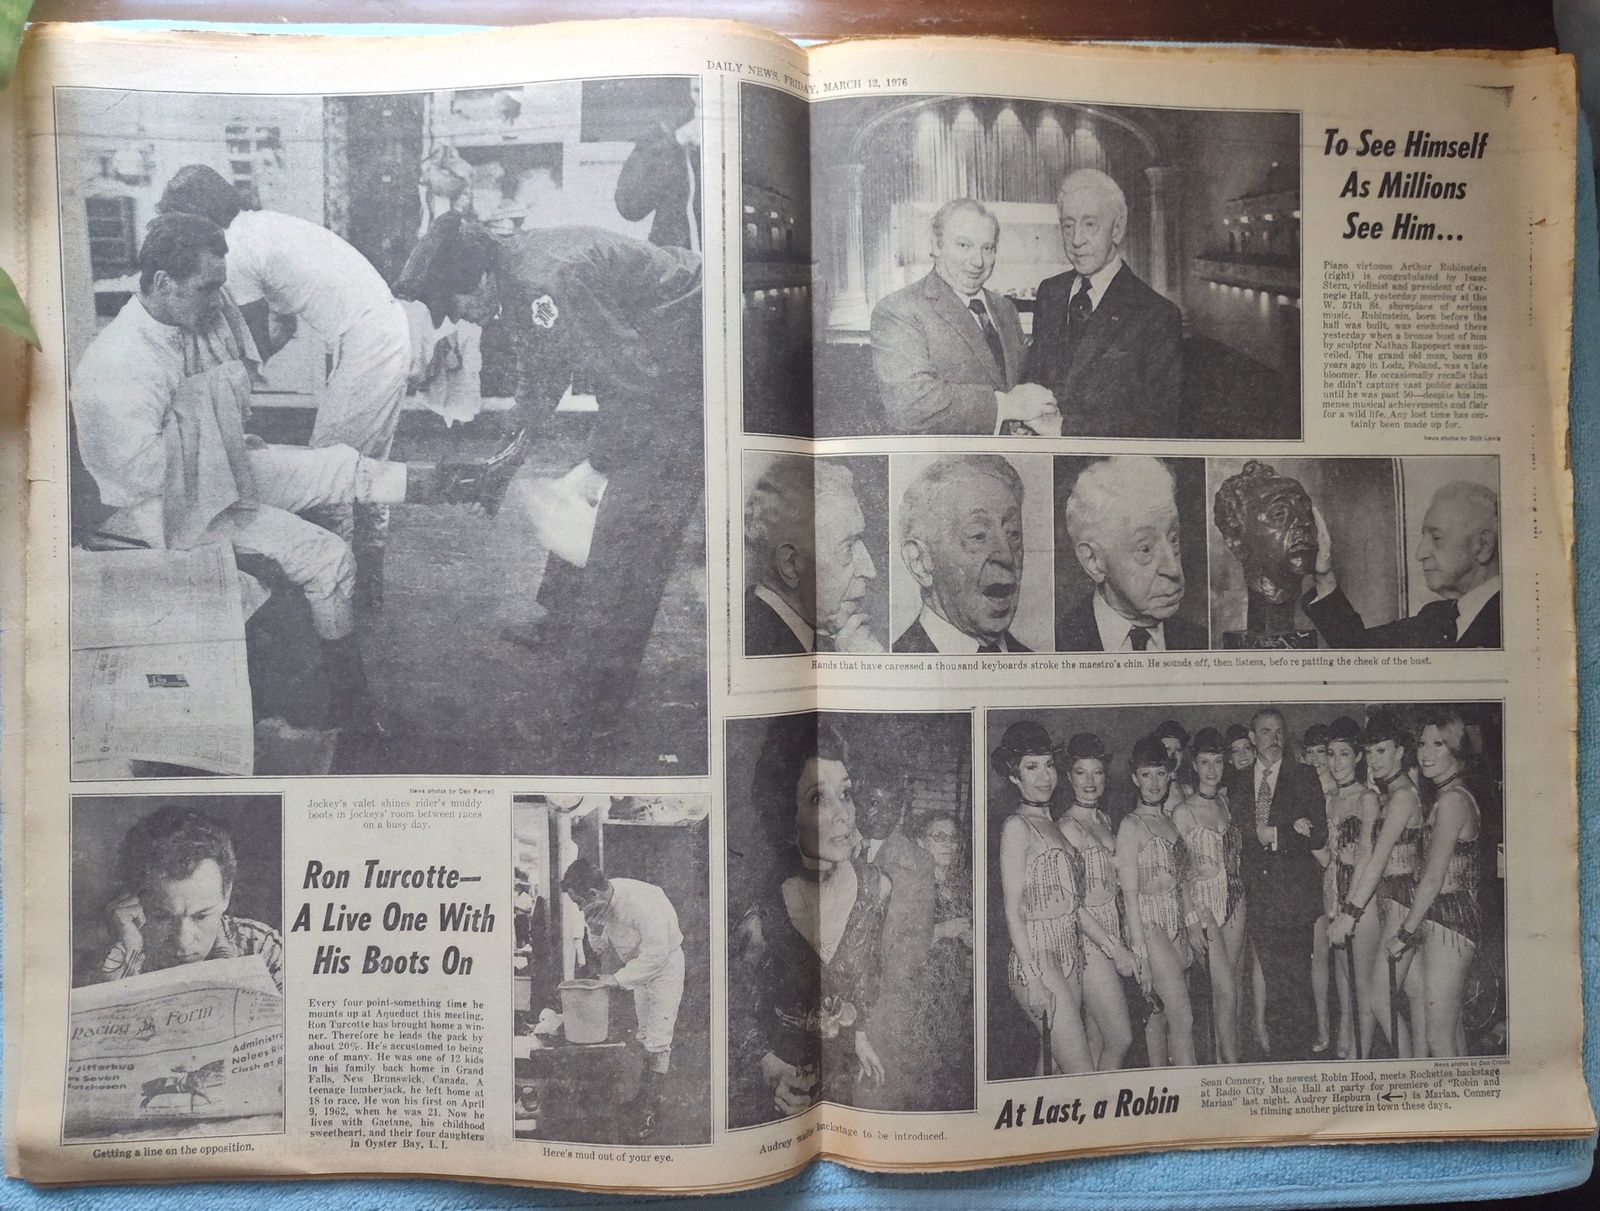 DAILY NEWS, FRIDAY, MARCH 12, 1976
News photos by Dan Farrell
Jockey's valet shines rider's muddy
boots in jockeys' room between races
on a busy day.
Ron Turcotte—
A Live One With
His Boots On
Every four-point-something time he
mounts up at Aqueduct this meeting,
Ron Turcotte has brought home a win-
ner. Therefore he leads the pack by
about 20%. He's accustomed to being
one of many. He was one of 12 kids
in his family back home in Grand
Falls, New Brunswick, Canada. A
teenage lumberjack, he left home at
18 to race. He won his first on April
9, 1962, when he was 21. Now he
lives with Gaetane, his childhood
sweetheart, and their four daughters
in Oyster Bay, L.I.
Racing Form
Jitterbug
Seven
Clash at
Getting a line on the opposition.
Here's mud out of your eye.
To See Himself
As Millions
See Him...
Piano virtuoso Arthur Rubinstein
(right) is congratulated by Isaac
Stern, violinist and president of Car-
negie Hall, yesterday morning at the
W. 57th St. showplace of serious
music. Rubinstein, born before the
hall was built, was enshrined there
yesterday when a bronze bust of him
by sculptor Nathan Rapoport was un-
veiled. The grand old man, born 89
years ago in Lodz, Poland, was a late
bloomer. He occasionally recalls that
he didn't capture vast public acclaim
until he was past 50—despite his im-
mense musical achievements and flair
for a wild life. Any lost time has cer-
tainly been made up for.
News photos by
Hands that have caressed a thousand keyboards stroke the maestro's chin. He sounds off, then listens, before patting the cheek of the bust.
Audrey waits backstage to be introduced.
News photos by Dan
At Last, a Robin
Sean Connery, the newest Robin Hood, meets Rockettes backstage
at Radio City Music Hall at party for premiere of "Robin and
Marian" last night. Audrey Hepburn (←) is Marian. Connery
is filming another picture in town these days.